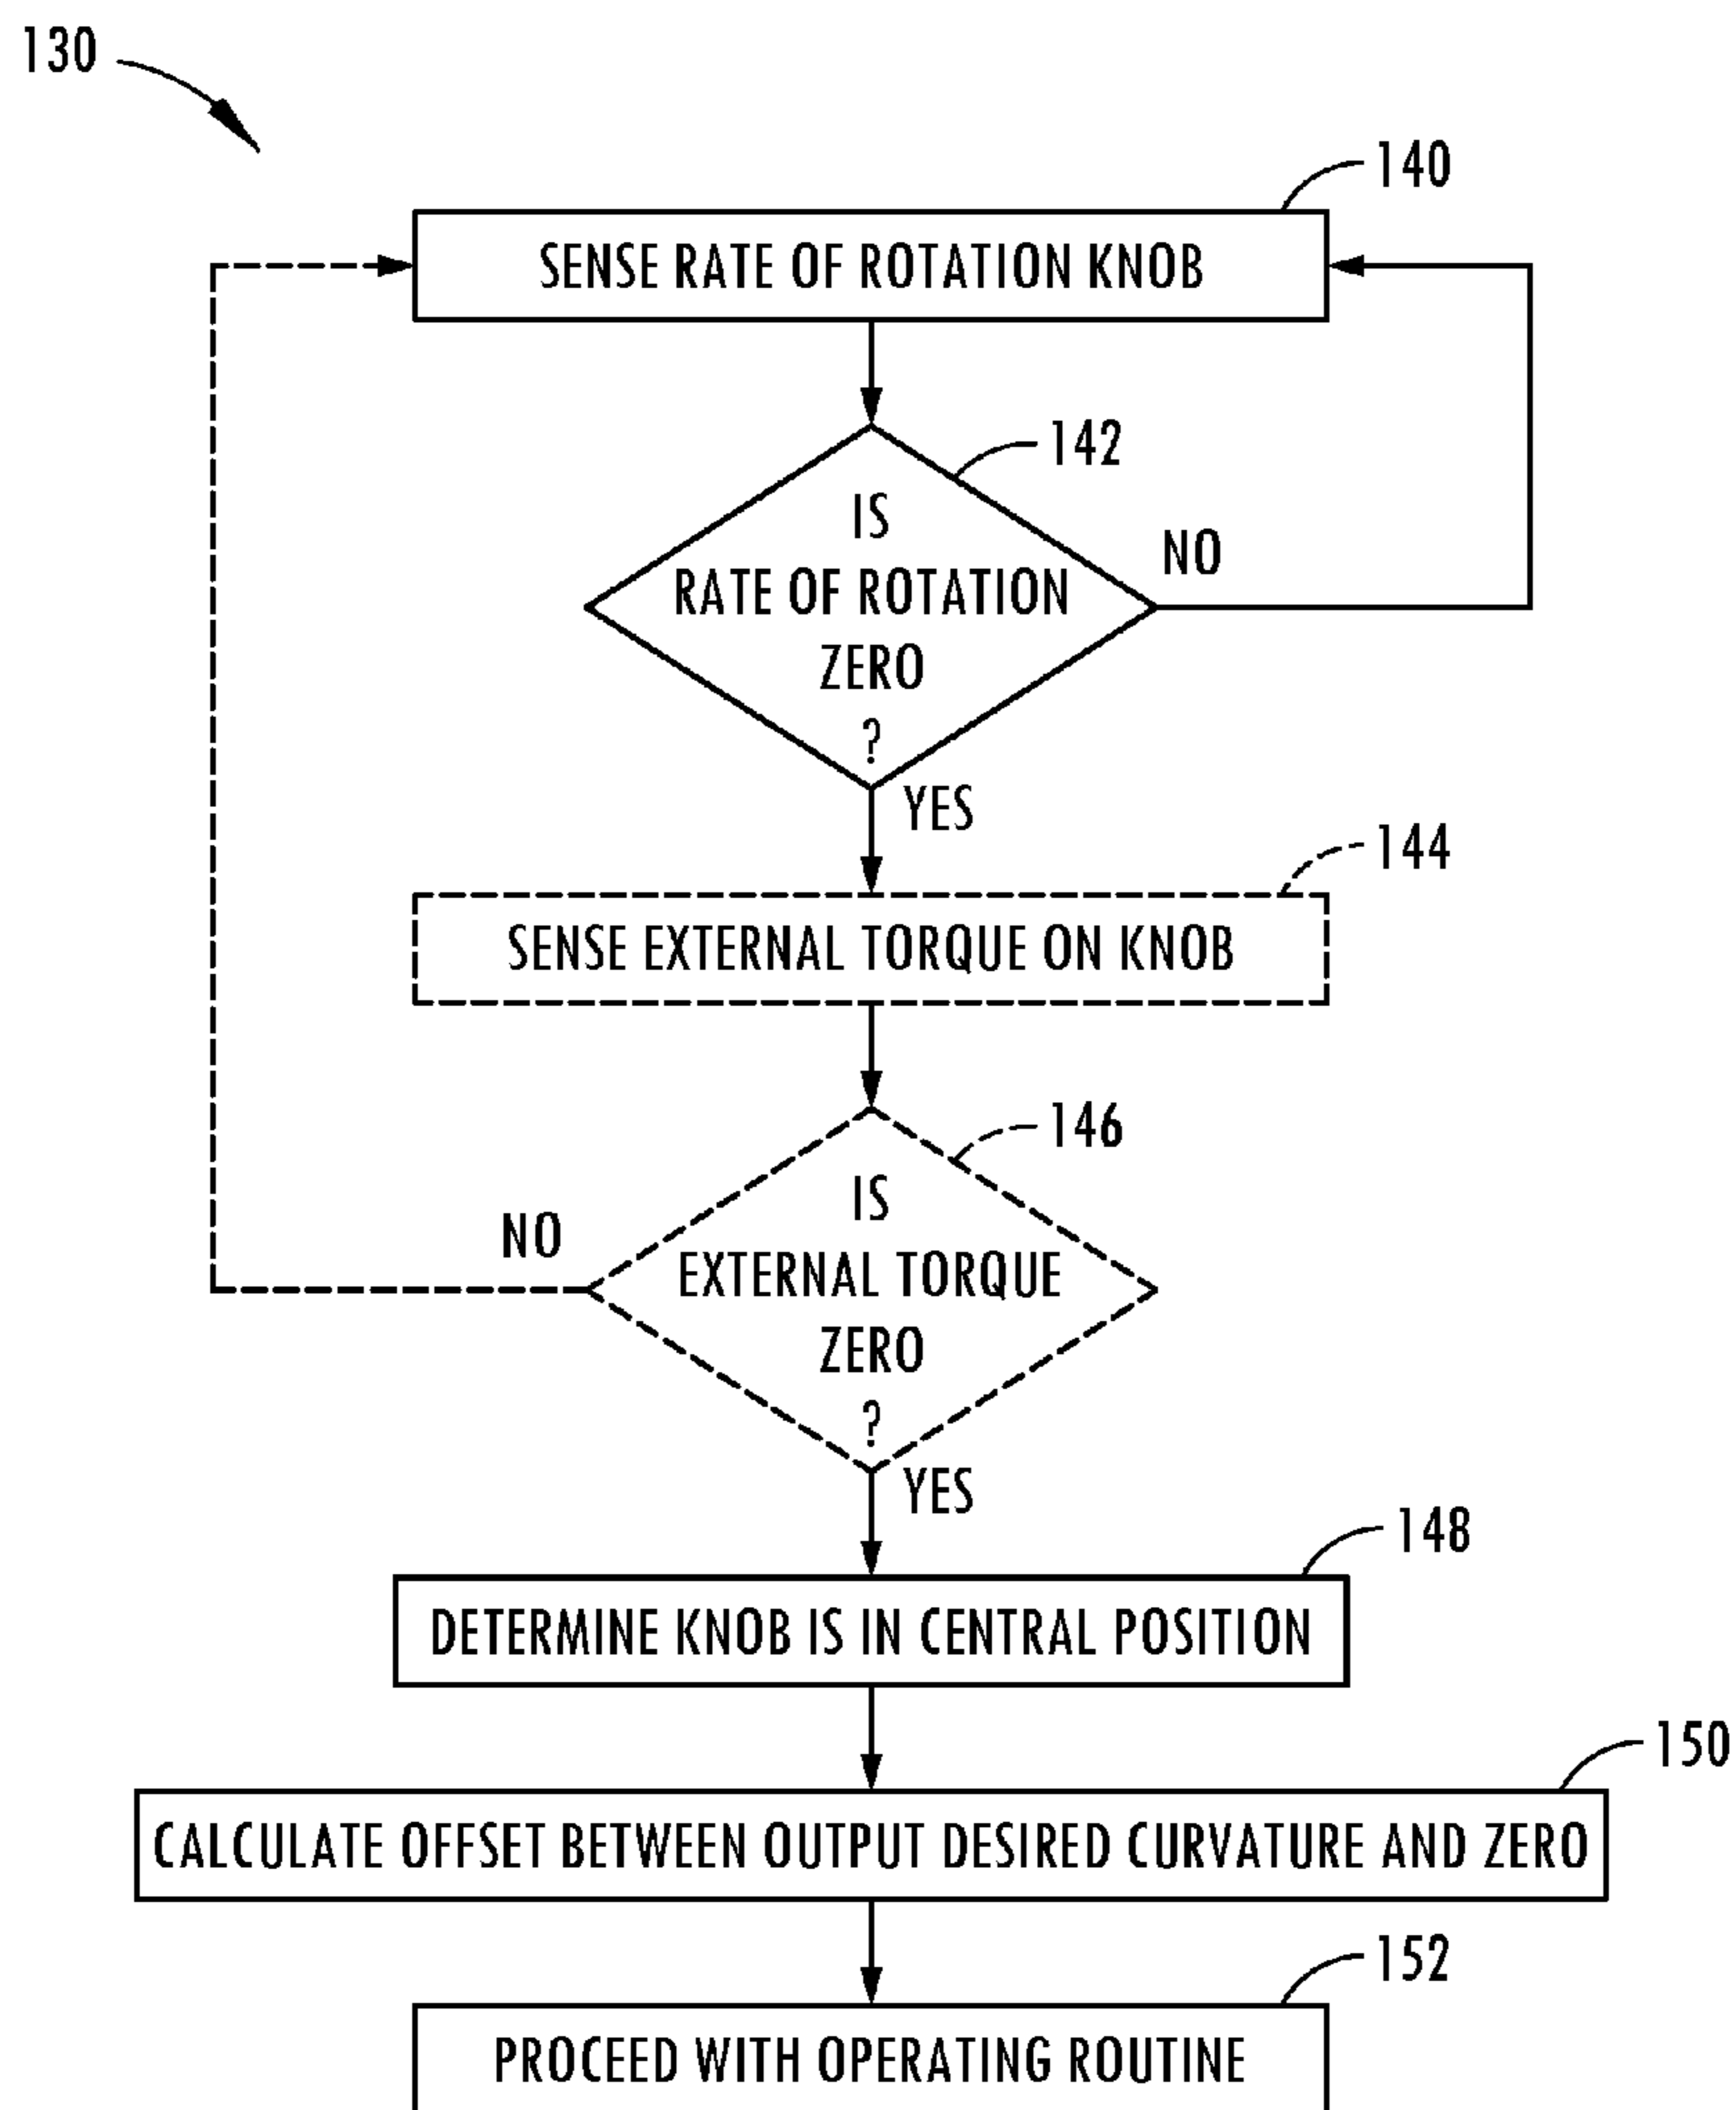 130
140
SENSE RATE OF ROTATION KNOB
142
IS
RATE OF ROTATION
ZERO
?
NO
YES
144
SENSE EXTERNAL TORQUE ON KNOB
146
IS
EXTERNAL TORQUE
ZERO
?
NO
YES
148
DETERMINE KNOB IS IN CENTRAL POSITION
150
CALCULATE OFFSET BETWEEN OUTPUT DESIRED CURVATURE AND ZERO
152
PROCEED WITH OPERATING ROUTINE